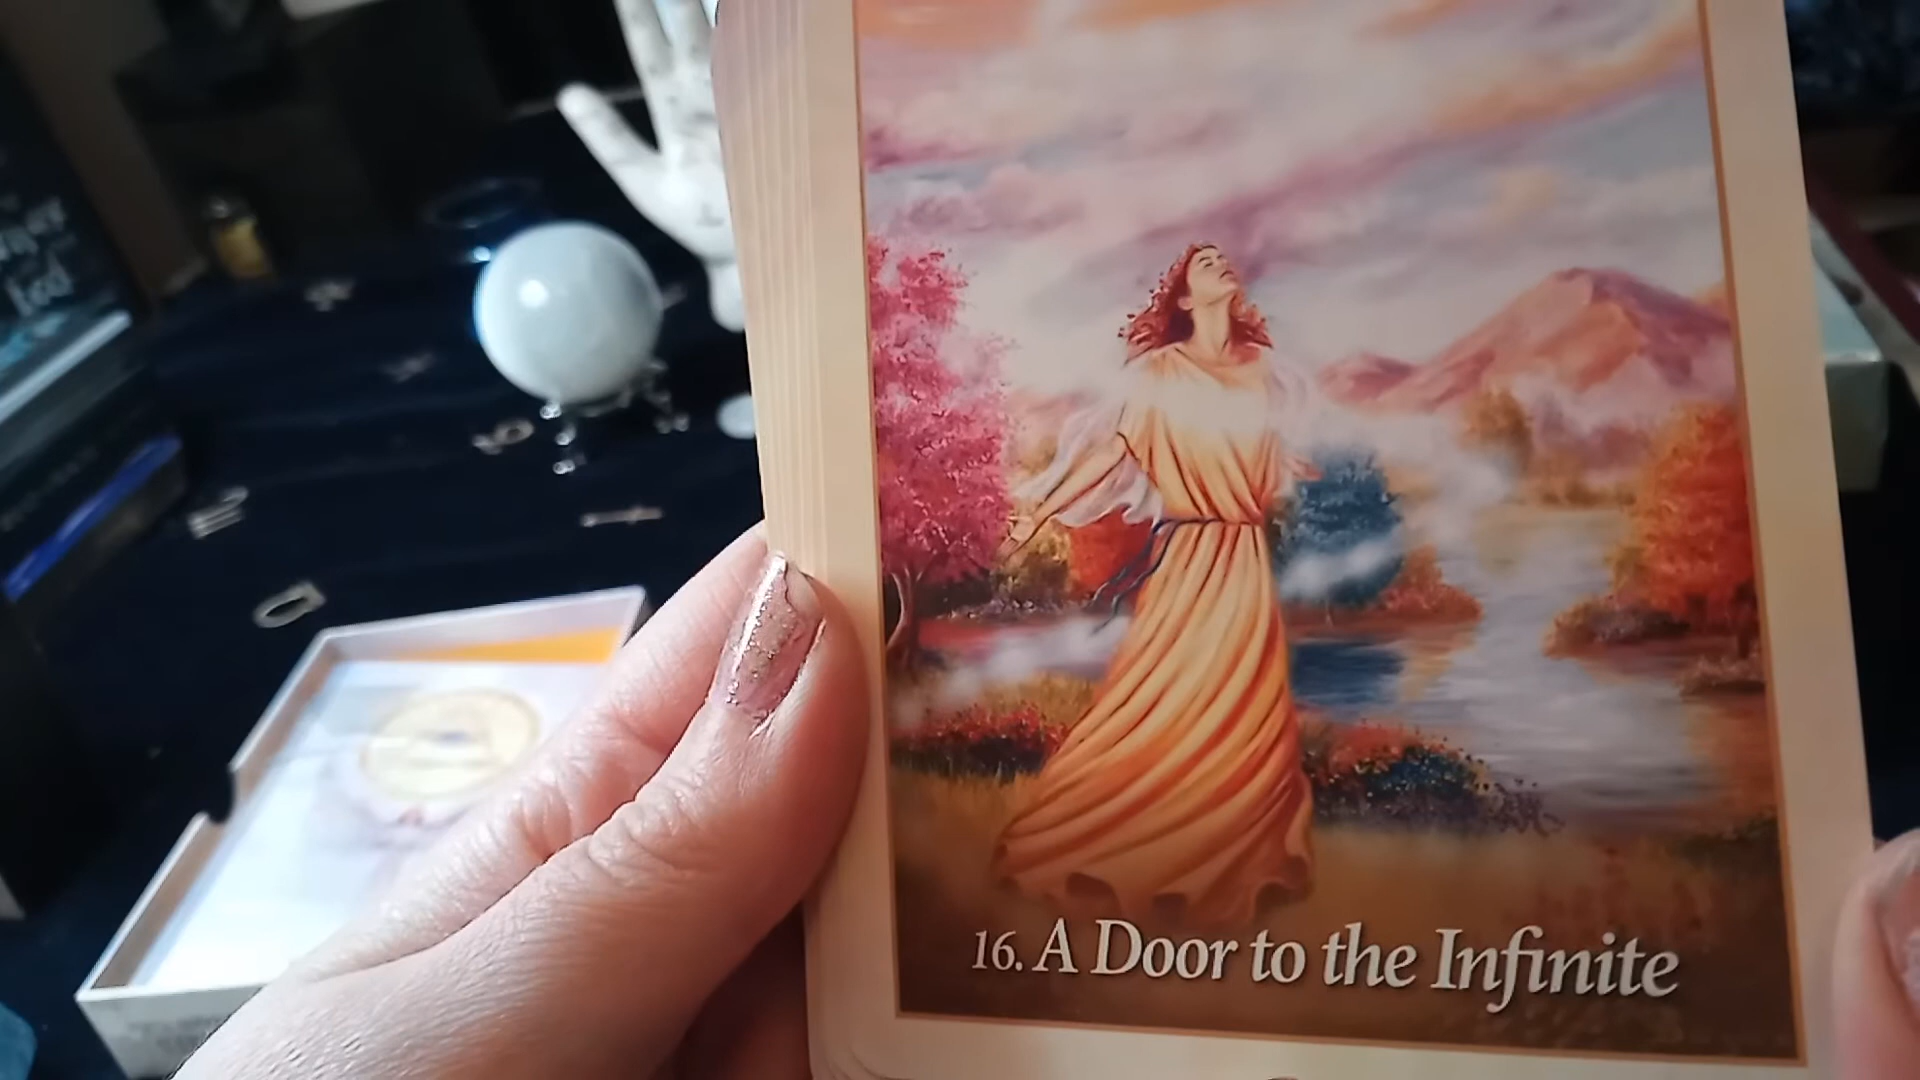 16. A Door to the Infinite